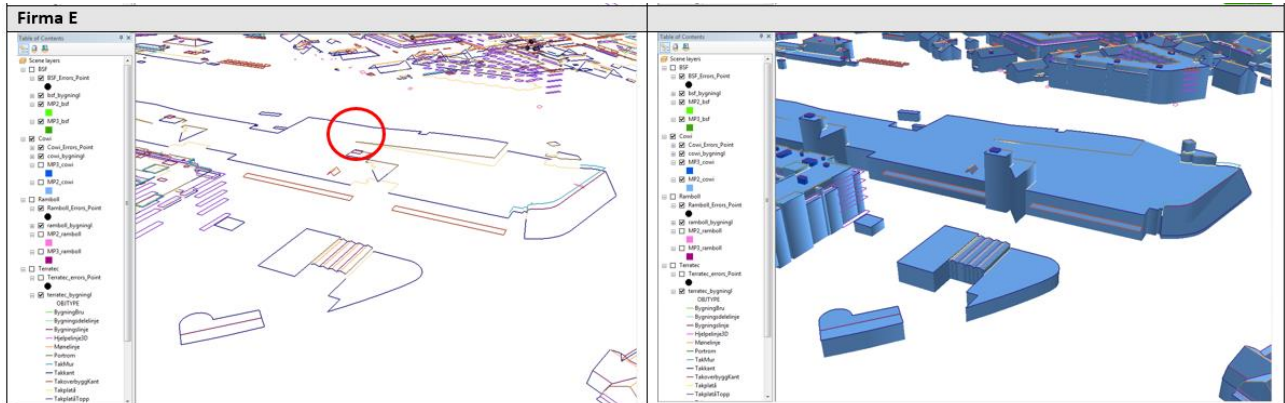 Firma E
Table of Contents
Scene layers
BSF
BSF_Errors_Point
bsf_bygningl
MP2_bsf
MP3_bsf
Cowi
Cowi_Errors_Point
cowi_bygningl
MP3_cowi
MP2_cowi
Ramboll
Ramboll_Errors_Point
ramboll_bygningl
MP2_ramboll
MP3_ramboll
Terratec
Terratec_errors_Point
terratec_bygningl
OBJTYPE
BygningBru
Bygningsdelelinje
Bygningslinje
Hjelpelinje3D
Mønelinje
Portrom
TakMur
Takkant
TakoverbyggKant
Takplatå
TakplatåTopp
Table of Contents
Scene layers
BSF
BSF_Errors_Point
bsf_bygningl
MP2_bsf
MP3_bsf
Cowi
Cowi_Errors_Point
cowi_bygningl
MP3_cowi
MP2_cowi
Ramboll
Ramboll_Errors_Point
ramboll_bygningl
MP2_ramboll
MP3_ramboll
Terratec
Terratec_errors_Point
terratec_bygningl
OBJTYPE
BygningBru
Bygningsdelelinje
Bygningslinje
Hjelpelinje3D
Mønelinje
Portrom
TakMur
Takkant
TakoverbyggKant
Takplatå
TakplatåTopp